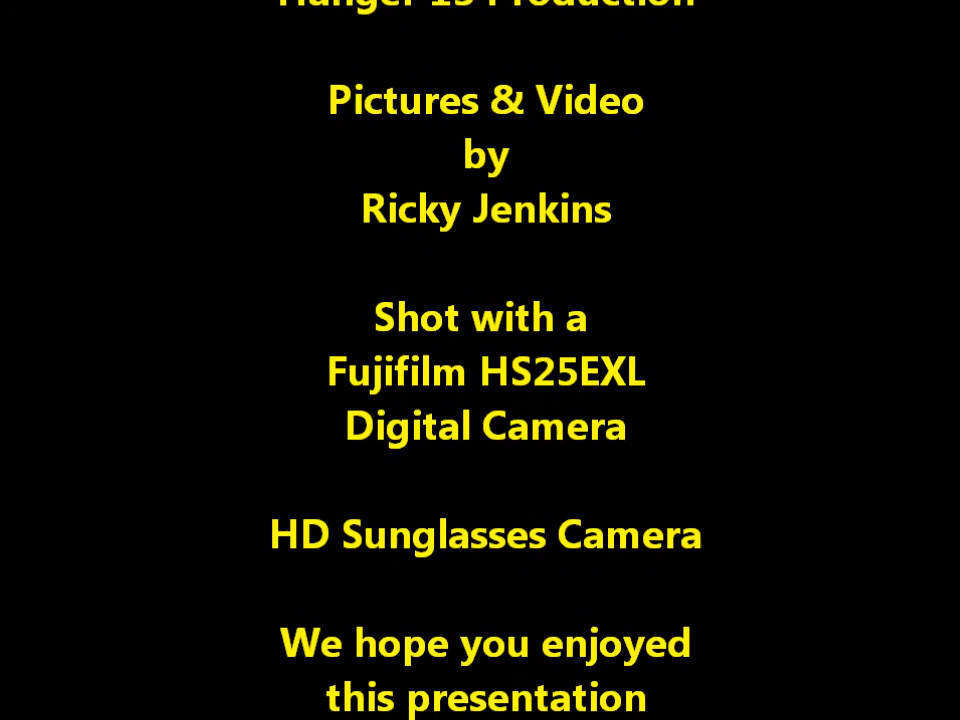 Production
Pictures & Video
by
Ricky Jenkins
Shot with a
Fujifilm HS25EXL
Digital Camera
HD Sunglasses Camera
We hope you enjoyed
this presentation